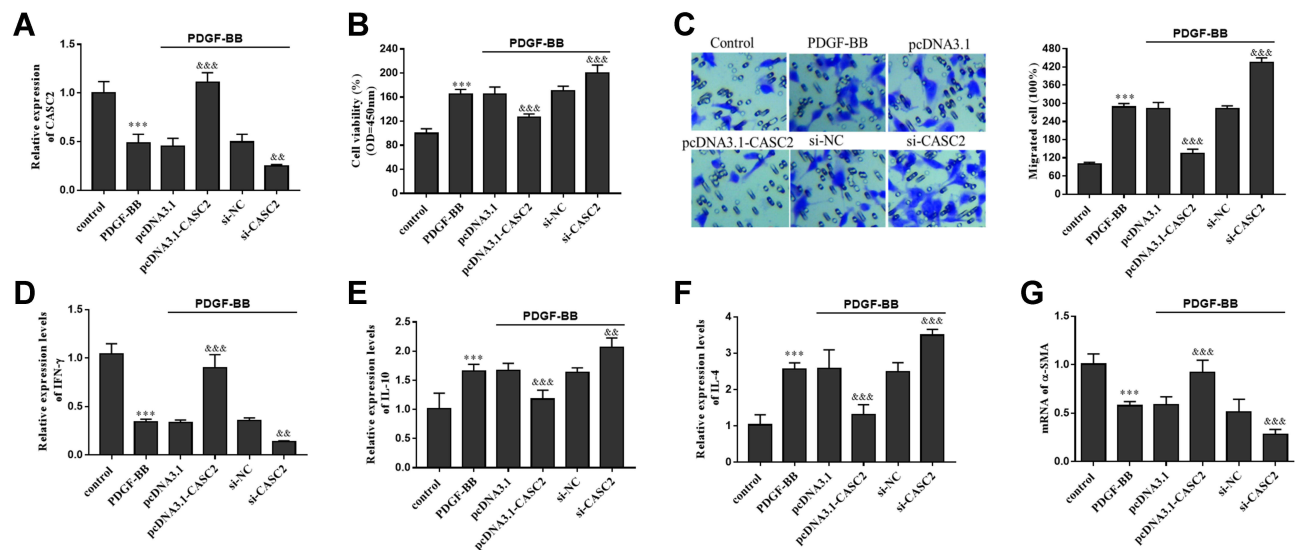 A
PDGF-BB
Relative expression
of CASC2
1.5
1.0
0.5
0.0
***
&&&
&&
control
PDGF-BB
pcDNA3.1
pcDNA3.1-CASC2
si-NC
si-CASC2
B
PDGF-BB
Cell viability (%)
(OD=450nm)
240
200
160
120
80
40
0
***
&&&
&&&
control
PDGF-BB
pcDNA3.1
pcDNA3.1-CASC2
si-NC
si-CASC2
C
Control
PDGF-BB
pcDNA3.1
pcDNA3.1-CASC2
si-NC
si-CASC2
PDGF-BB
Migrated cell (100%)
480
420
360
300
240
180
120
60
0
***
&&&
&&&
control
PDGF-BB
pcDNA3.1
pcDNA3.1-CASC2
si-NC
si-CASC2
D
PDGF-BB
Relative expression levels
of IFN-γ
1.5
1.0
0.5
0.0
***
&&&
&&
control
PDGF-BB
pcDNA3.1
pcDNA3.1-CASC2
si-NC
si-CASC2
E
PDGF-BB
Relative expression levels
of IL-10
2.5
2.0
1.5
1.0
0.5
0.0
***
&&&
&&
control
PDGF-BB
pcDNA3.1
pcDNA3.1-CASC2
si-NC
si-CASC2
F
PDGF-BB
Relative expression levels
of IL-4
4
3
2
1
0
***
&&&
&&&
control
PDGF-BB
pcDNA3.1
pcDNA3.1-CASC2
si-NC
si-CASC2
G
PDGF-BB
mRNA of α-SMA
1.5
1.0
0.5
0.0
***
&&&
&&&
control
PDGF-BB
pcDNA3.1
pcDNA3.1-CASC2
si-NC
si-CASC2